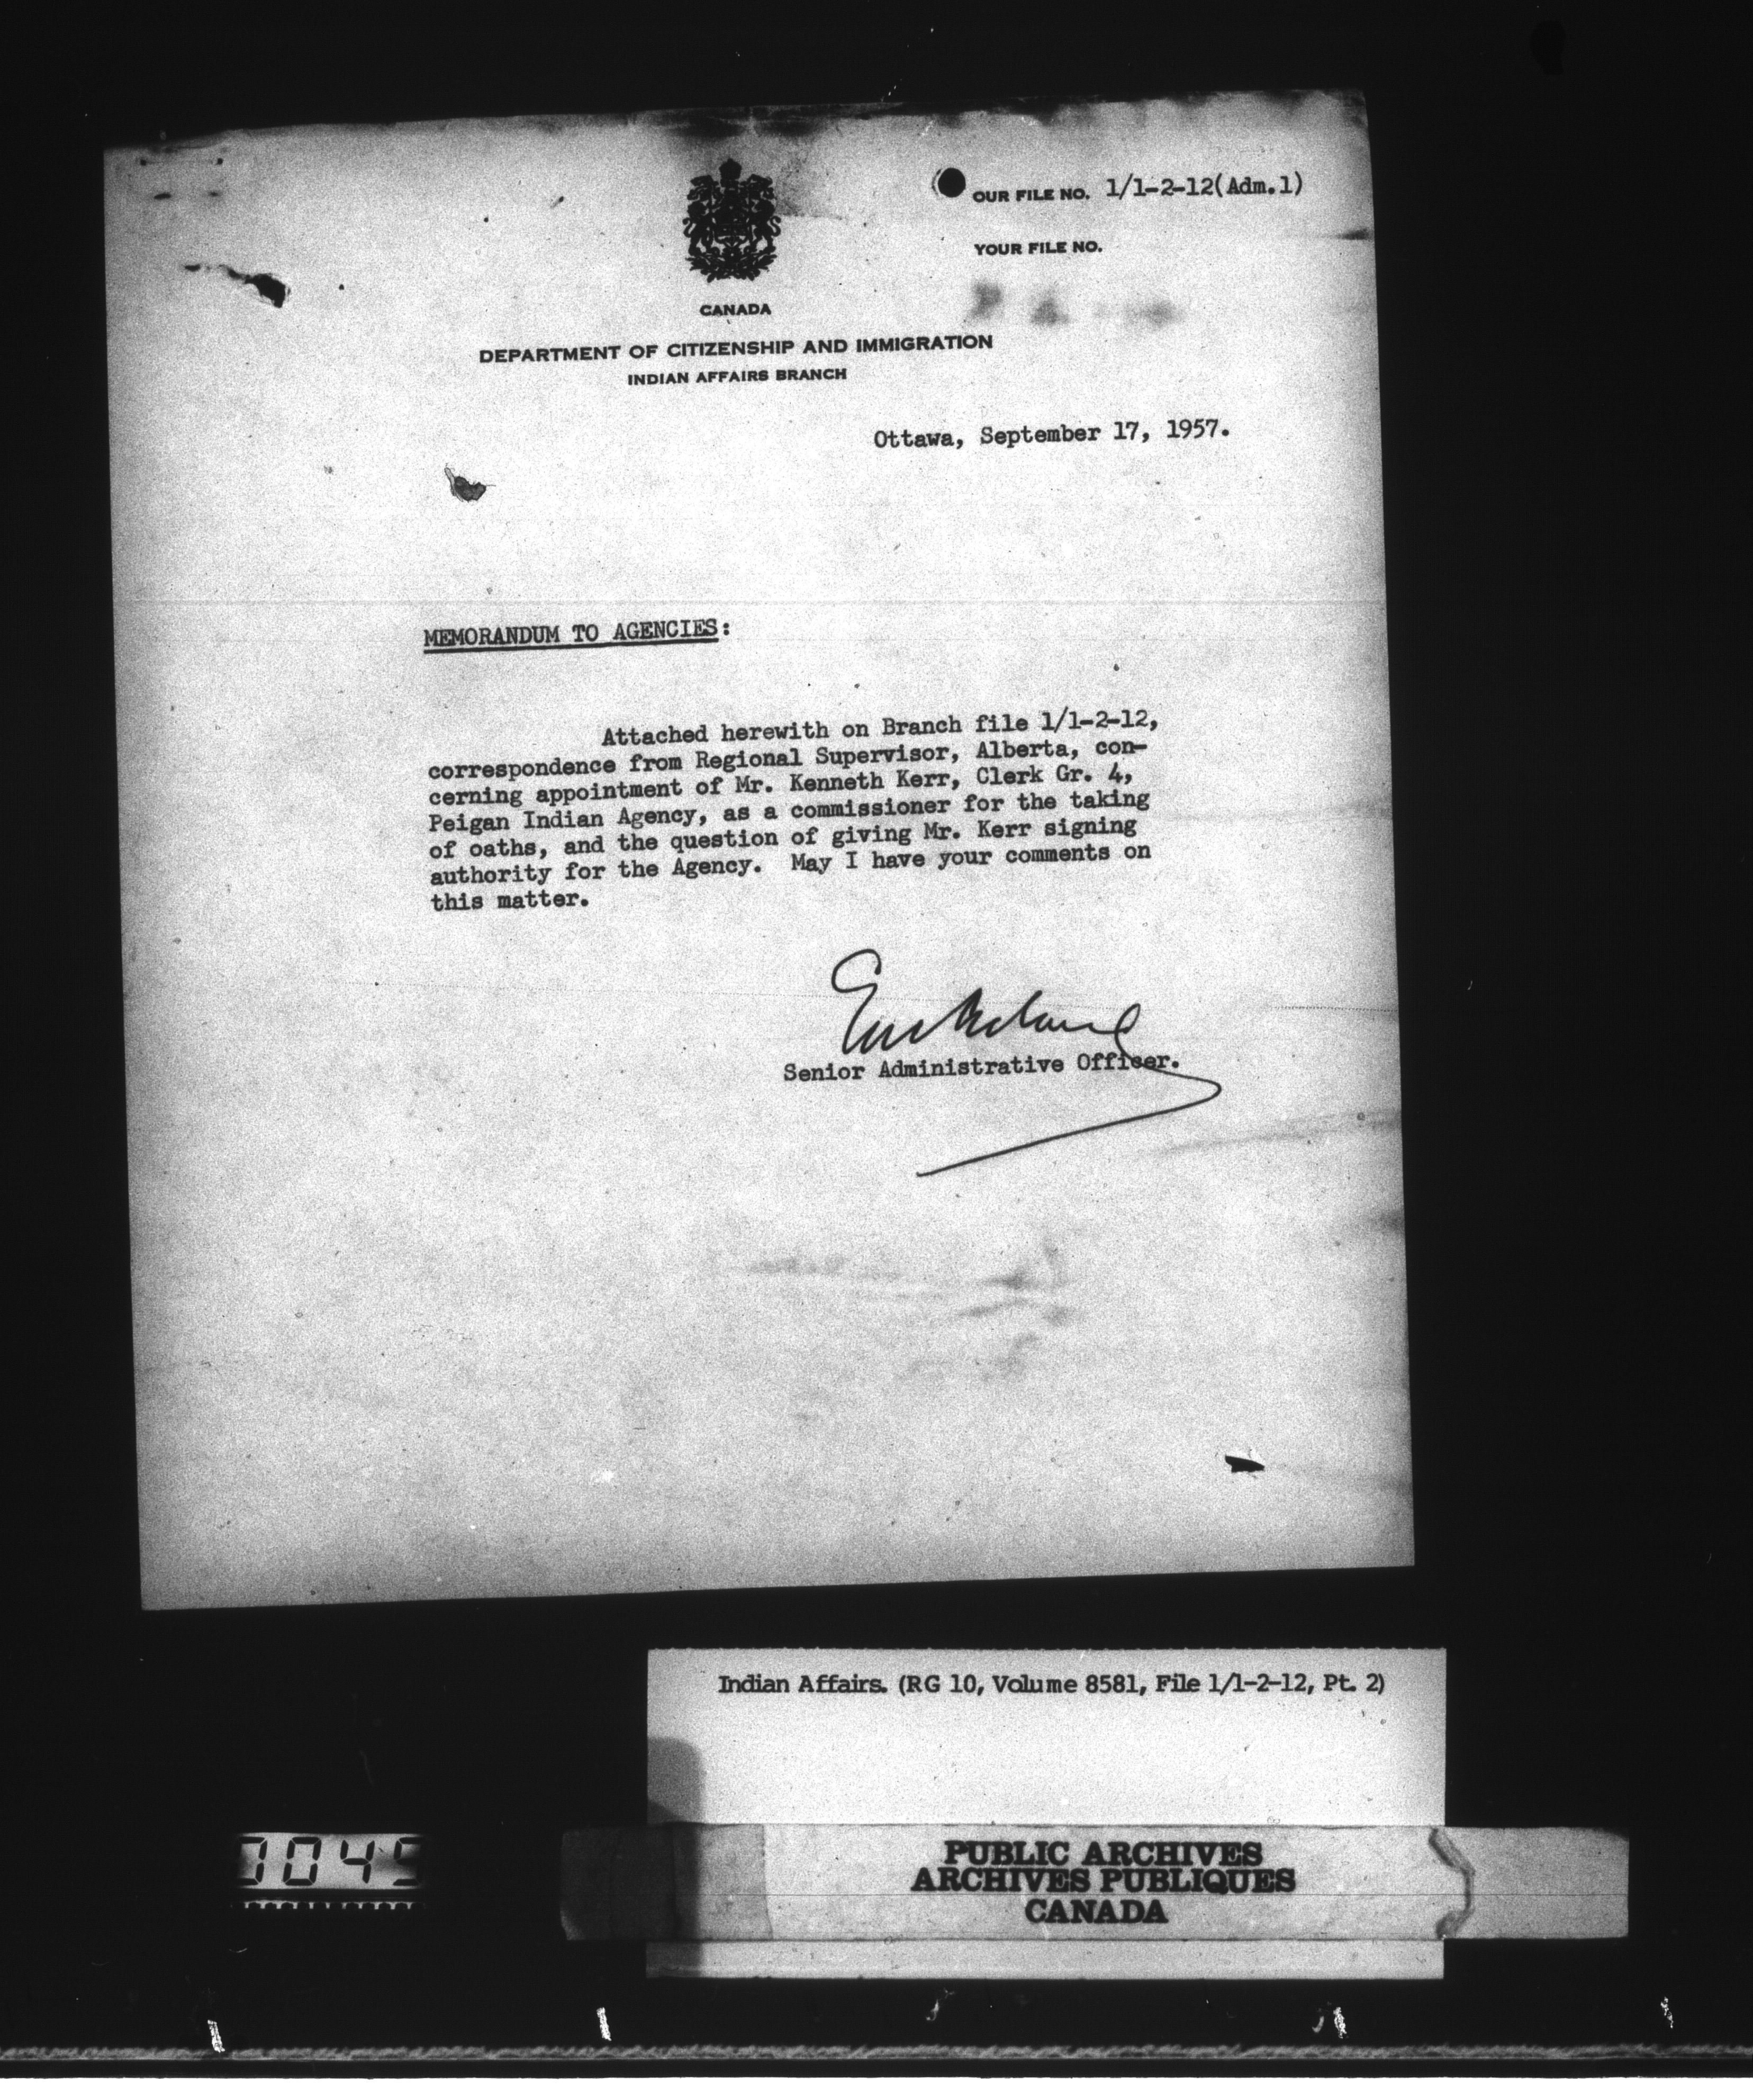 OUR FILE NO. 1/1-2-12(Adm.1)
YOUR FILE NO.
CANADA
DEPARTMENT OF CITIZENSHIP AND IMMIGRATION
INDIAN AFFAIRS BRANCH
Ottawa, September 17, 1957.
MEMORANDUM TO AGENCIES:
Attached herewith on Branch file 1/1-2-12,
correspondence from Regional Supervisor, Alberta, con-
cerning appointment of Mr. Kenneth Kerr, Clerk Gr. 4,
Peigan Indian Agency, as a commissioner for the taking
of oaths, and the question of giving Mr. Kerr signing
authority for the Agency. May I have your comments on
this matter.
Senior Administrative Officer.
Indian Affairs. (RG 10, Volume 8581, File 1/1-2-12, Pt. 2)
PUBLIC ARCHIVES
ARCHIVES PUBLIQUES
CANADA